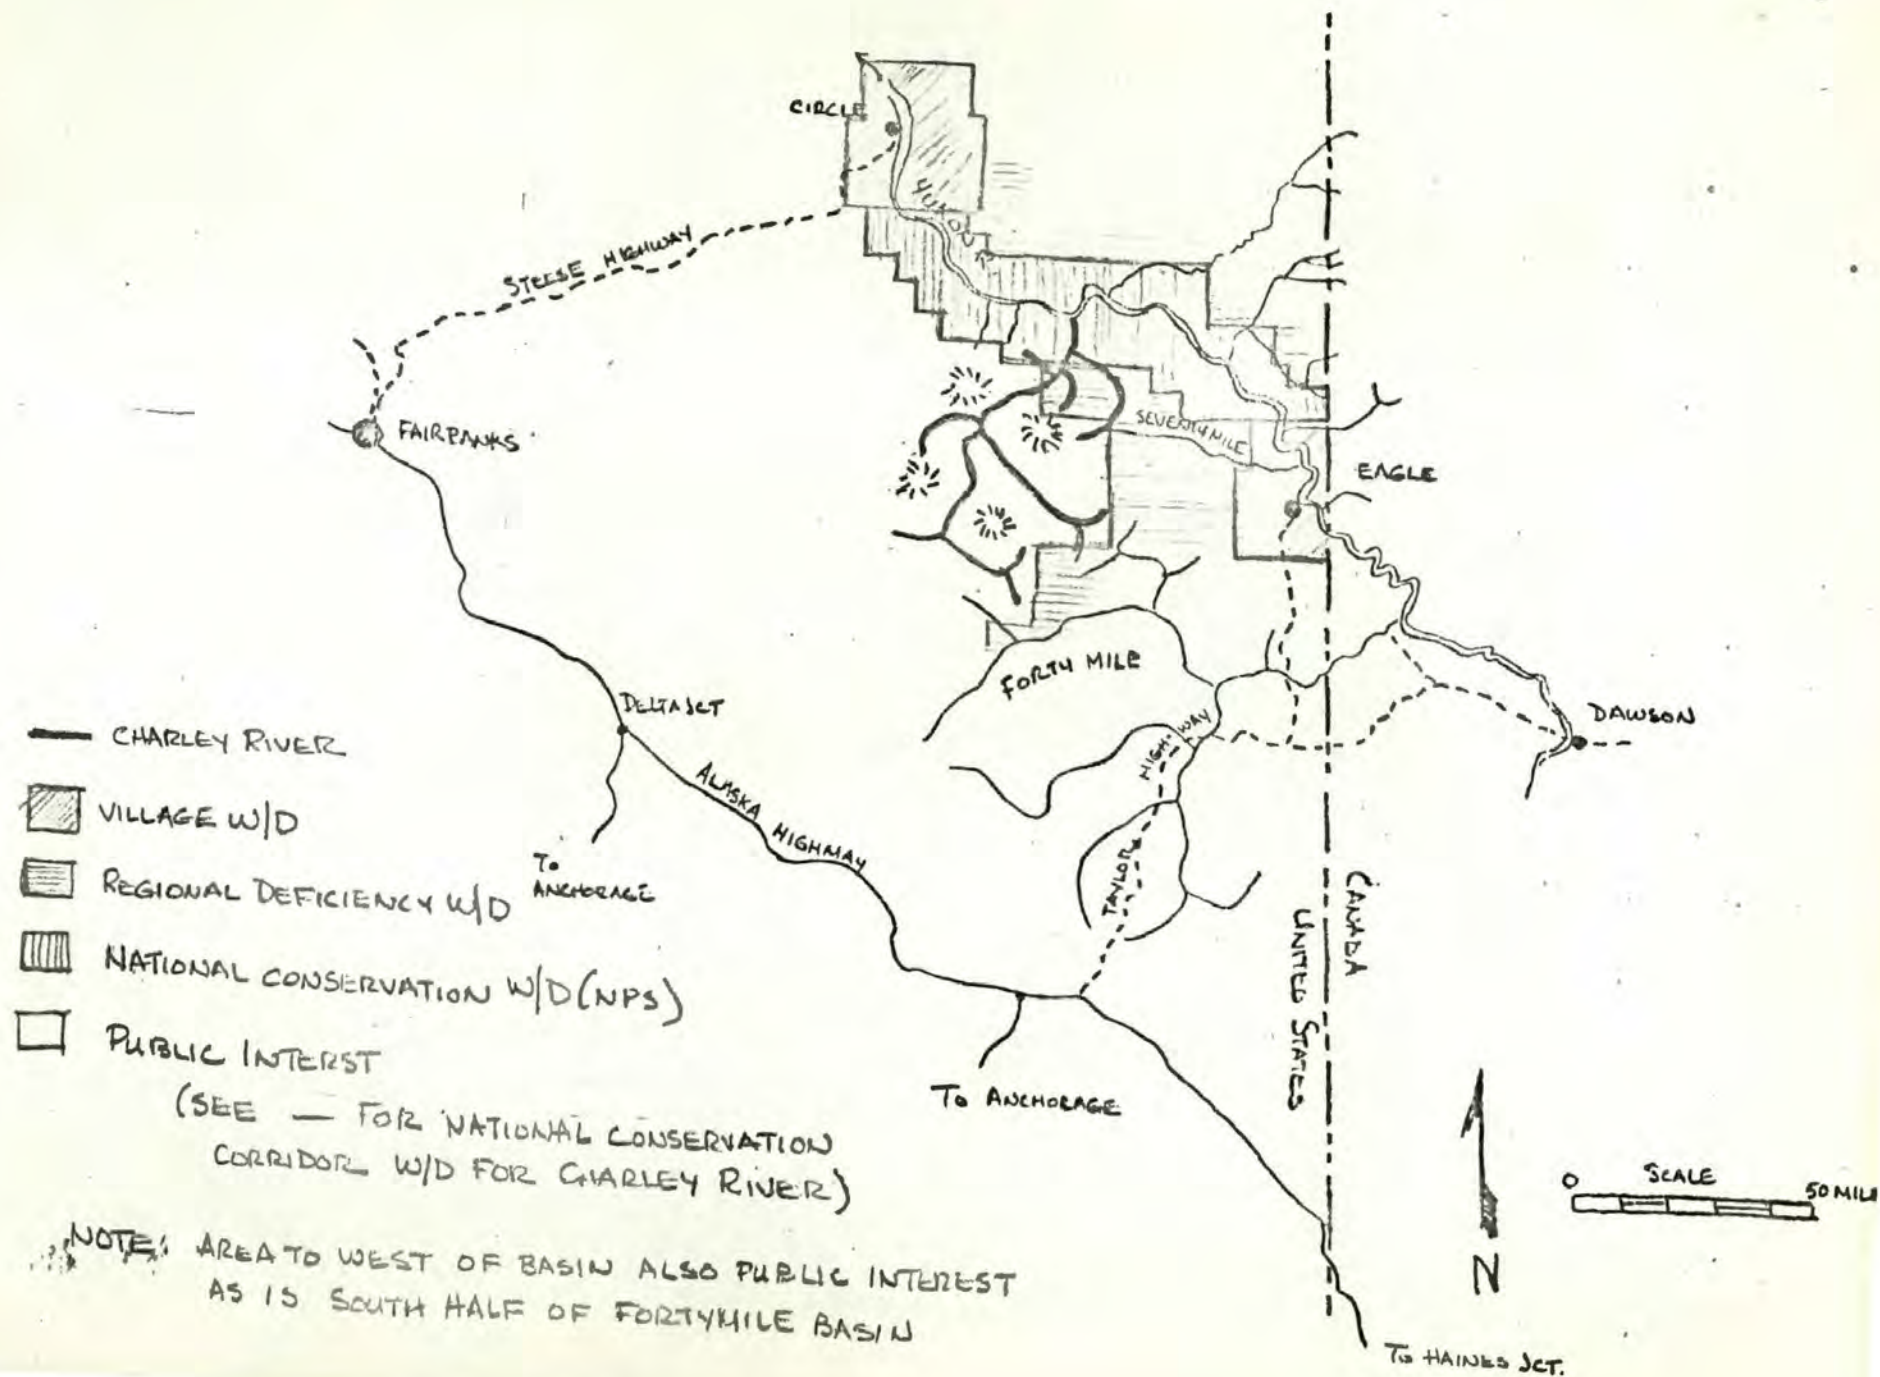 CIRCLE
YUKON
STEESE HIGHWAY
FAIRBANKS
SEVENTYMILE
EAGLE
FORTY MILE
DAWSON
DELTA JCT
HIGH-WAY
TAYLOR
ALASKA HIGHWAY
TO
ANCHORAGE
CANADA
UNITED STATES
TO ANCHORAGE
CHARLEY RIVER
VILLAGE W/D
REGIONAL DEFICIENCY W/D
NATIONAL CONSERVATION W/D (NPS)
PUBLIC INTERST
(SEE — FOR NATIONAL CONSERVATION
CORRIDOR W/D FOR CHARLEY RIVER)
NOTE: AREA TO WEST OF BASIN ALSO PUBLIC INTEREST
AS IS SOUTH HALF OF FORTYMILE BASIN
N
SCALE
0 50 MILE
TO HAINES JCT.